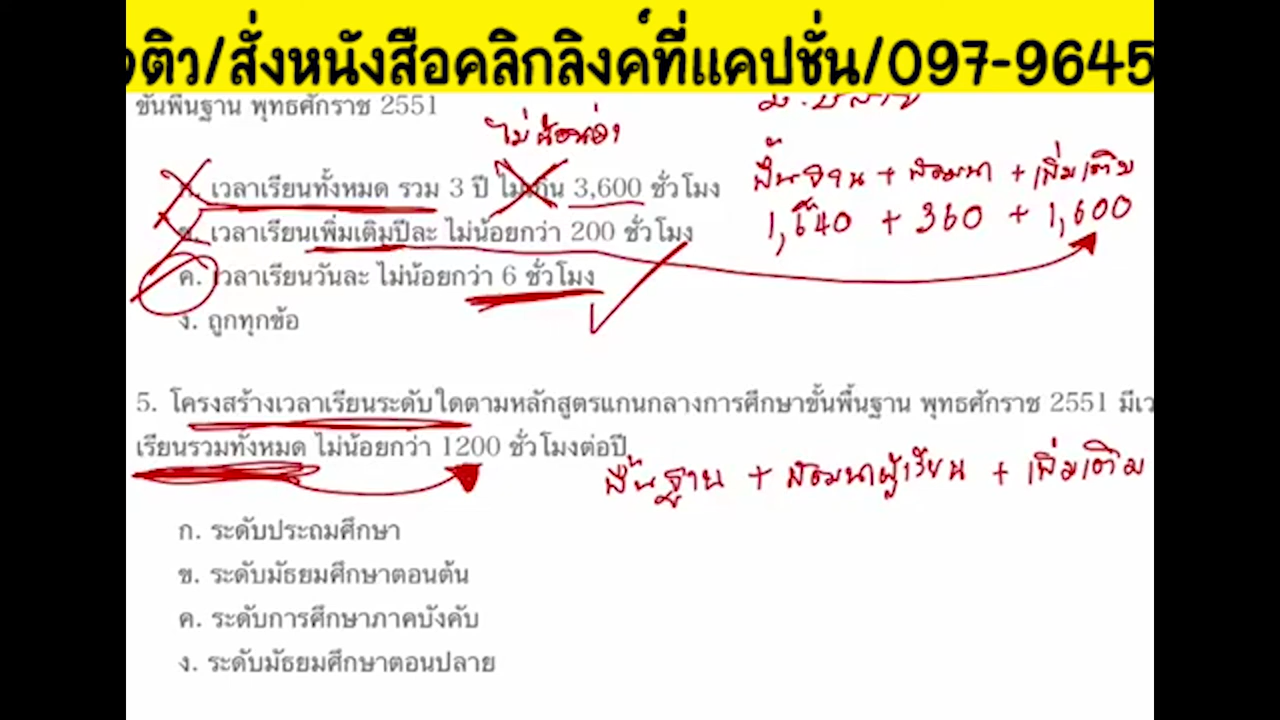 จติว/สั่งหนังสือคลิกลิงค์ที่แคปชั่น/097-9645
ขั้นพื้นฐาน พุทธศักราช 2551
ม.ปลาย
ไม่น้อยกว่า
พื้นฐาน + พัฒนา + เพิ่มเติม
ก. เวลาเรียนทั้งหมด รวม 3 ปี ไม่เกิน 3,600 ชั่วโมง
1,640 + 360 + 1,600
ข. เวลาเรียนเพิ่มเติมปีละ ไม่น้อยกว่า 200 ชั่วโมง
ค. เวลาเรียนวันละ ไม่น้อยกว่า 6 ชั่วโมง
ง. ถูกทุกข้อ
5. โครงสร้างเวลาเรียนระดับใดตามหลักสูตรแกนกลางการศึกษาขั้นพื้นฐาน พุทธศักราช 2551 มีเว
เรียนรวมทั้งหมด ไม่น้อยกว่า 1200 ชั่วโมงต่อปี
พื้นฐาน + พัฒนาผู้เรียน + เพิ่มเติม
ก. ระดับประถมศึกษา
ข. ระดับมัธยมศึกษาตอนต้น
ค. ระดับการศึกษาภาคบังคับ
ง. ระดับมัธยมศึกษาตอนปลาย